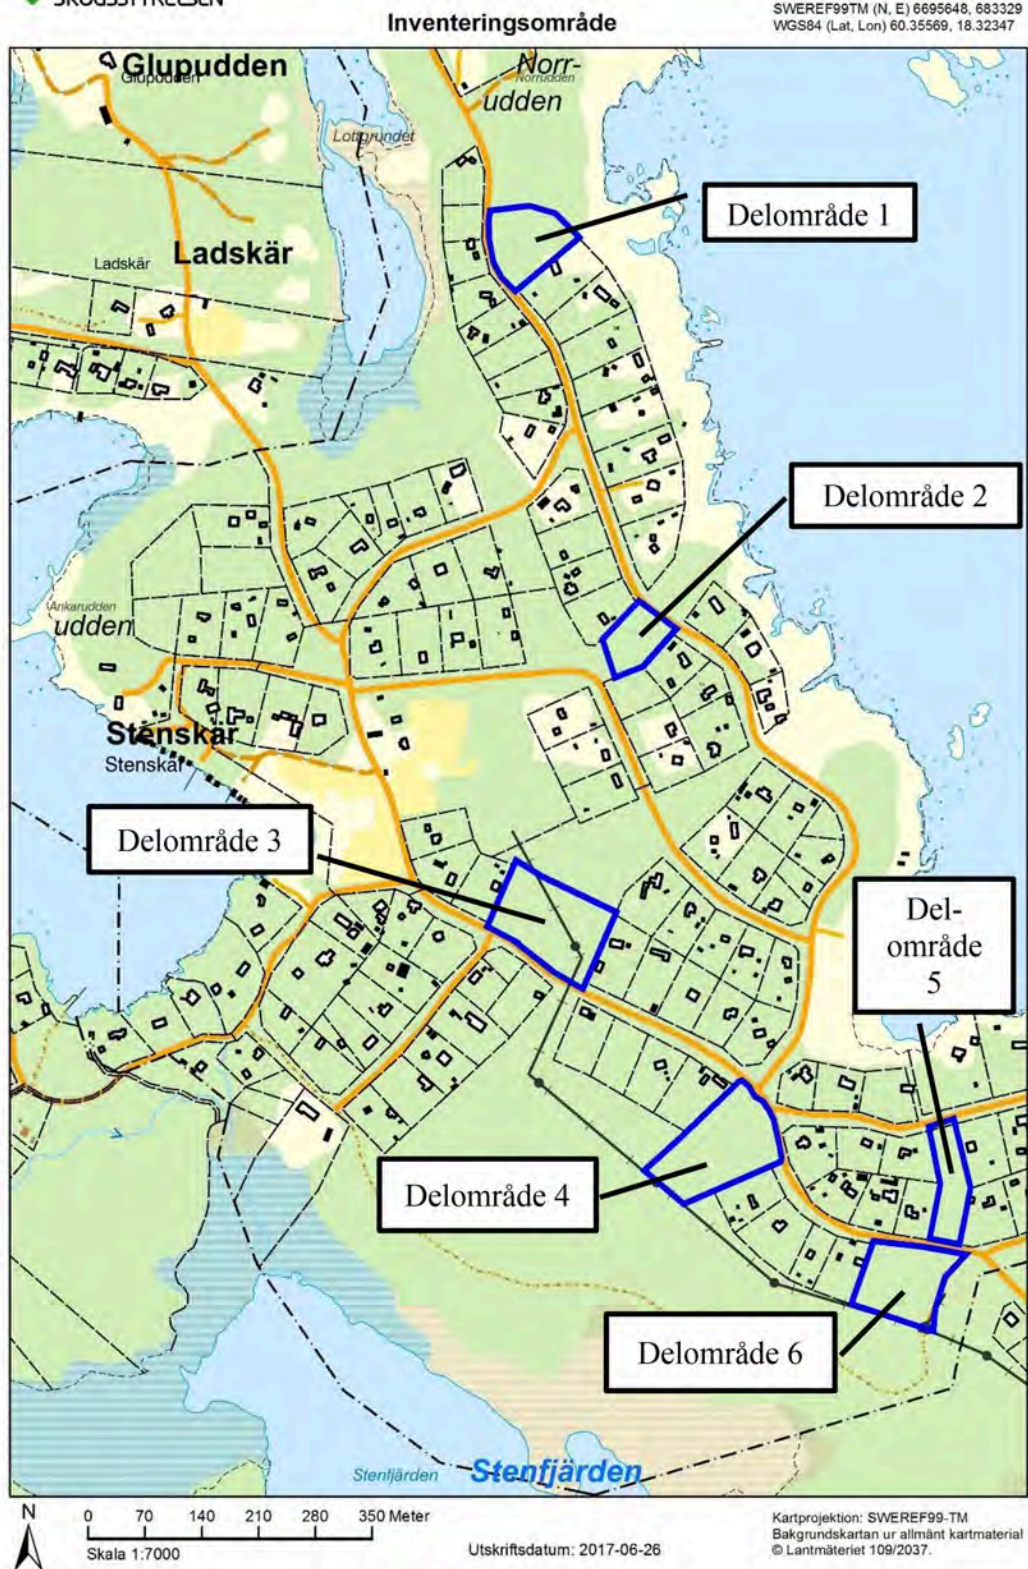 SKOGSSTYRELSEN
Inventeringsområde
SWEREF99TM (N, E) 6695648, 683329
WGS84 (Lat, Lon) 60.35569, 18.32347
Glupudden
Glupudden
Norr-
Norrudden
udden
Lottgrundet
Delområde 1
Ladskär
Ladskär
Delområde 2
Ankarudden
udden
Stenskär
Stenskär
Delområde 3
Del-
område
5
Delområde 4
Delområde 6
Stenfjärden
Stenfjärden
N
0 70 140 210 280 350 Meter
Skala 1:7000
Utskriftsdatum: 2017-06-26
Kartprojektion: SWEREF99-TM
Bakgrundskartan ur allmänt kartmaterial
© Lantmäteriet 109/2037.